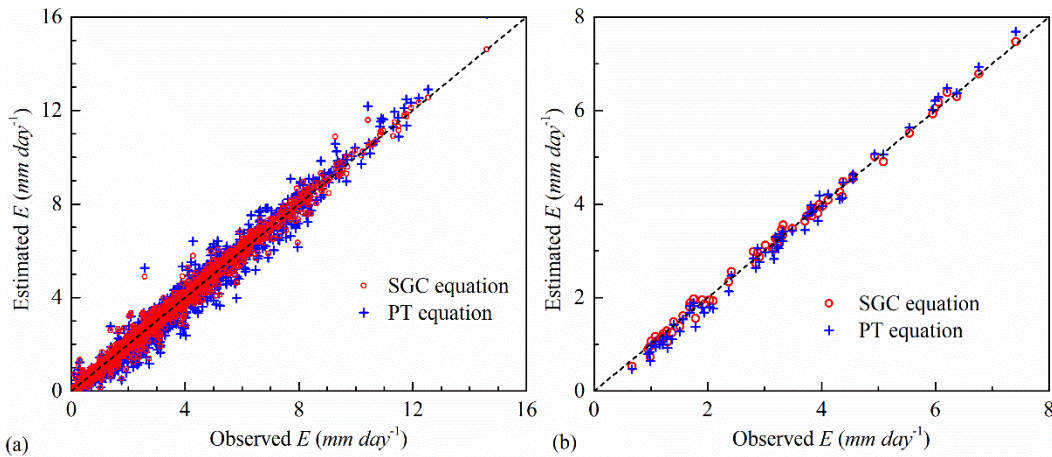 16
12
8
4
0
Estimated E (mm day-1)
SGC equation
PT equation
0 4 8 12 16
(a) Observed E (mm day-1)
8
6
4
2
0
Estimated E (mm day-1)
SGC equation
PT equation
0 2 4 6 8
(b) Observed E (mm day-1)